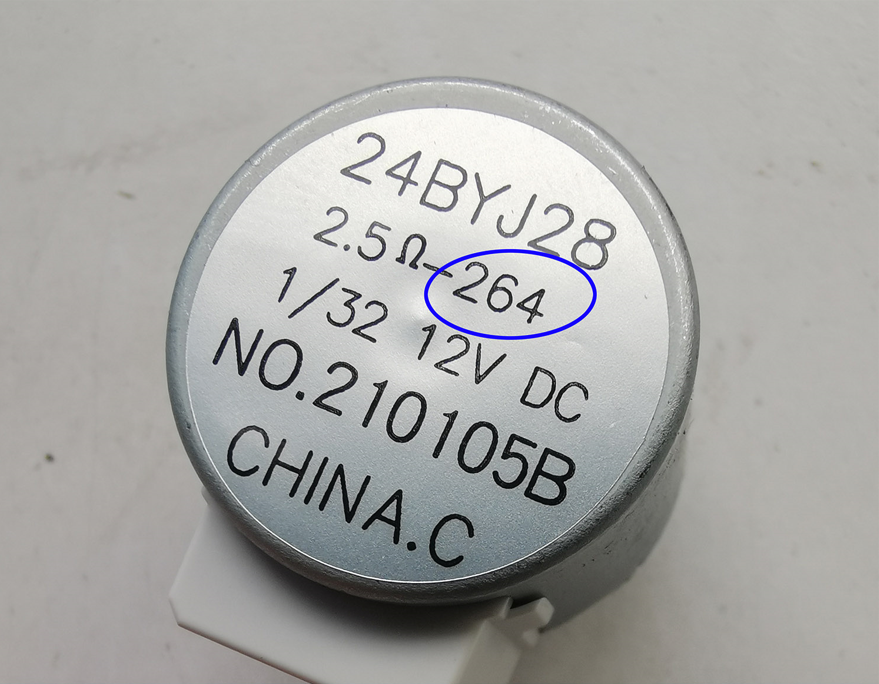 24BYJ28
2.5Ω-264
1/32 12V DC
NO.210105B
CHINA.C